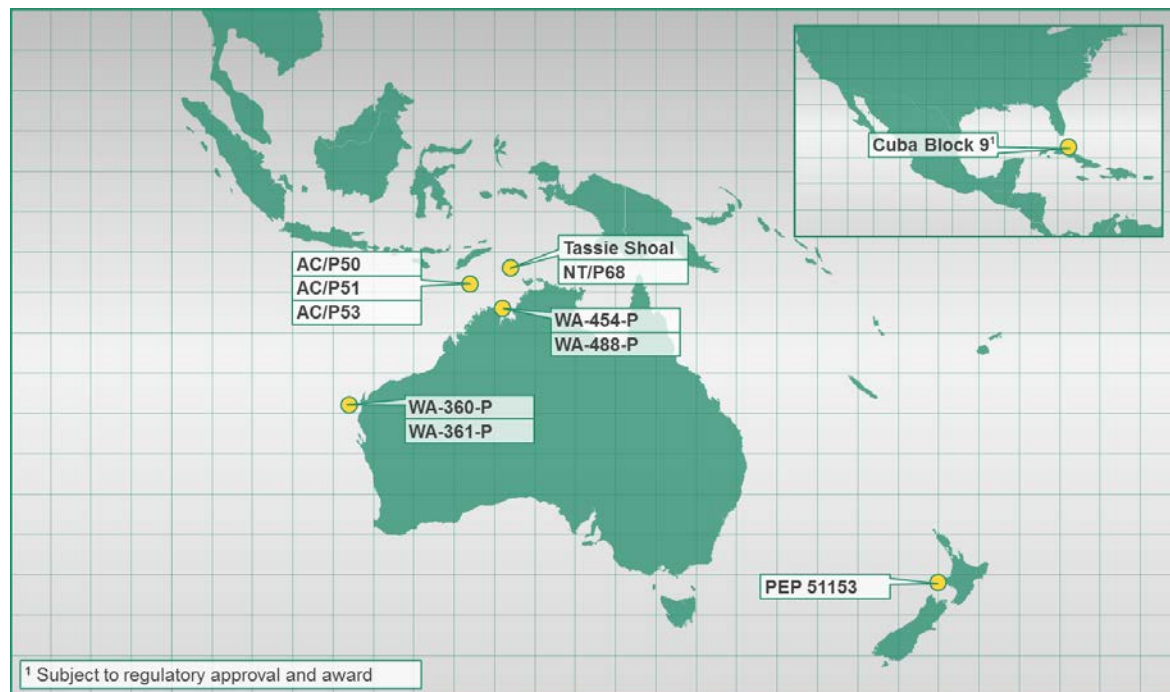 Cuba Block 9¹
Tassie Shoal
NT/P68
AC/P50
AC/P51
AC/P53
WA-454-P
WA-488-P
WA-360-P
WA-361-P
PEP 51153
¹ Subject to regulatory approval and award